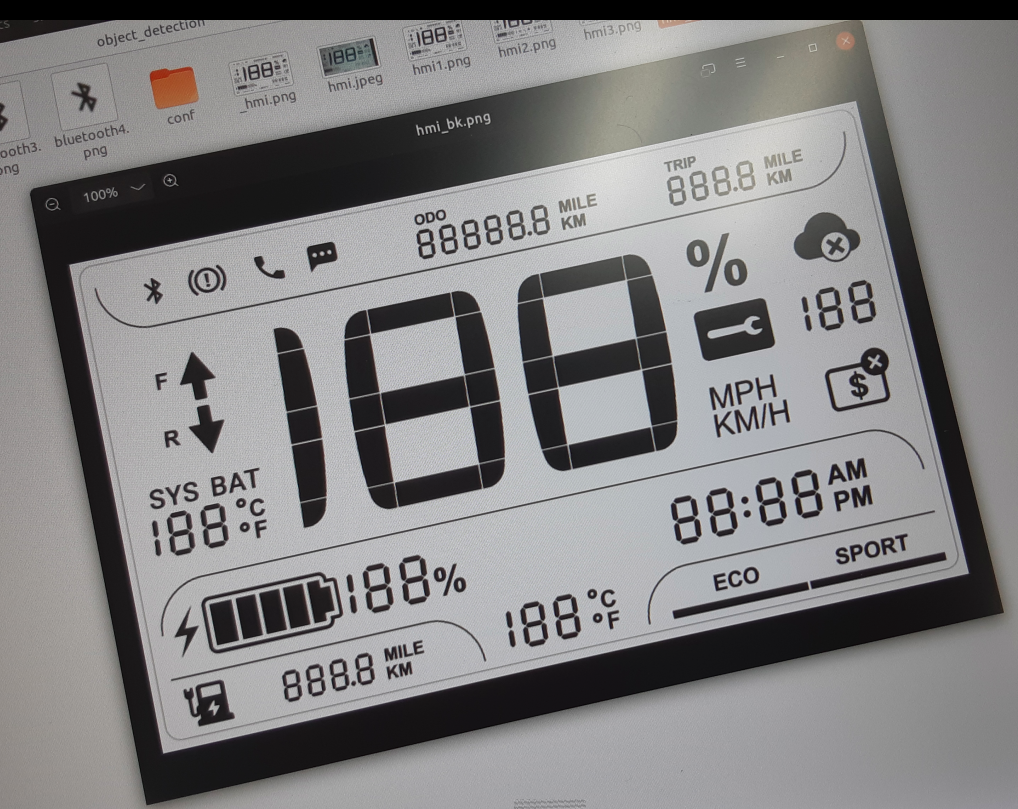 object_detection
bluetooth4.
png
conf
_hmi.png
hmi.jpeg
hmi1.png
hmi2.png
hmi3.png
hmi_bk.png
100%
ODO
88888.8 MILE
KM
TRIP
888.8 MILE
KM
F
R
188
%
188
$
MPH
KM/H
SYS BAT
188 °C
°F
88:88 AM
PM
188%
ECO
SPORT
188 °C
°F
888.8 MILE
KM